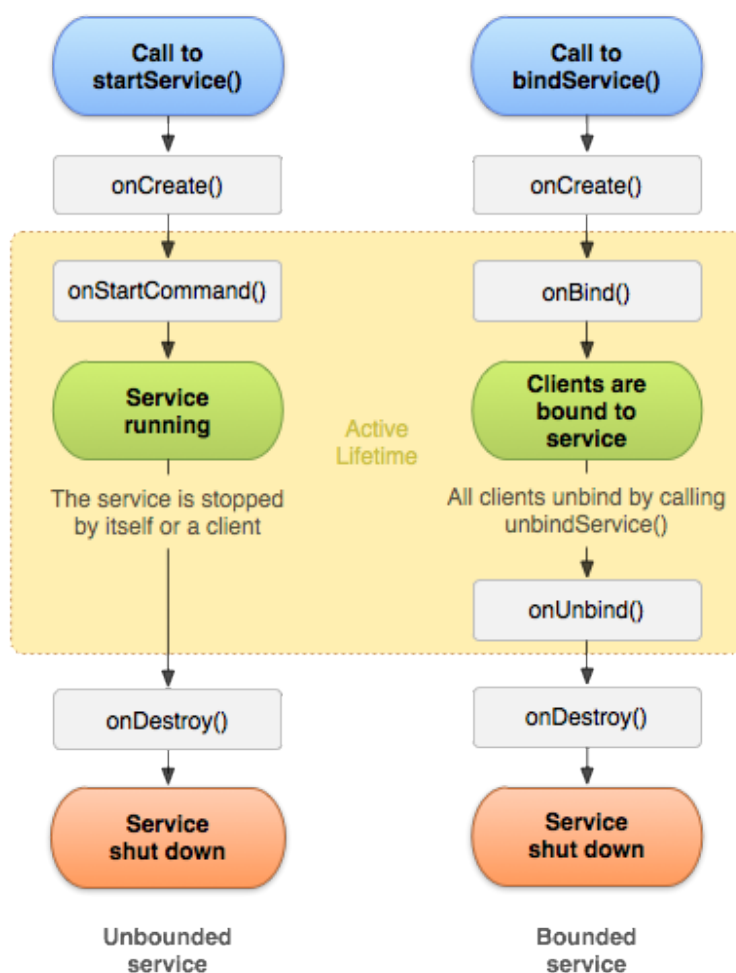 Call to
startService()
onCreate()
onStartCommand()
Service
running
The service is stopped
by itself or a client
onDestroy()
Service
shut down
Unbounded
service
Active
Lifetime
Call to
bindService()
onCreate()
onBind()
Clients are
bound to
service
All clients unbind by calling
unbindService()
onUnbind()
onDestroy()
Service
shut down
Bounded
service